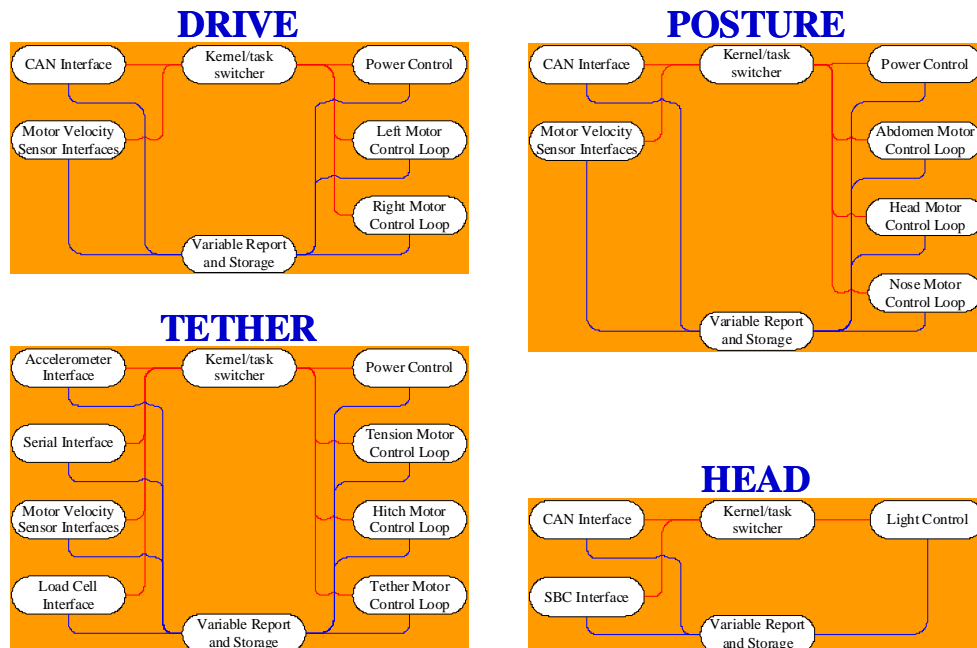 DRIVE
CAN Interface
Kernel/task
switcher
Power Control
Motor Velocity
Sensor Interfaces
Left Motor
Control Loop
Right Motor
Control Loop
Variable Report
and Storage
POSTURE
CAN Interface
Kernel/task
switcher
Power Control
Motor Velocity
Sensor Interfaces
Abdomen Motor
Control Loop
Head Motor
Control Loop
Nose Motor
Control Loop
Variable Report
and Storage
TETHER
Accelerometer
Interface
Kernel/task
switcher
Power Control
Serial Interface
Tension Motor
Control Loop
Motor Velocity
Sensor Interfaces
Hitch Motor
Control Loop
Load Cell
Interface
Tether Motor
Control Loop
Variable Report
and Storage
HEAD
CAN Interface
Kernel/task
switcher
Light Control
SBC Interface
Variable Report
and Storage